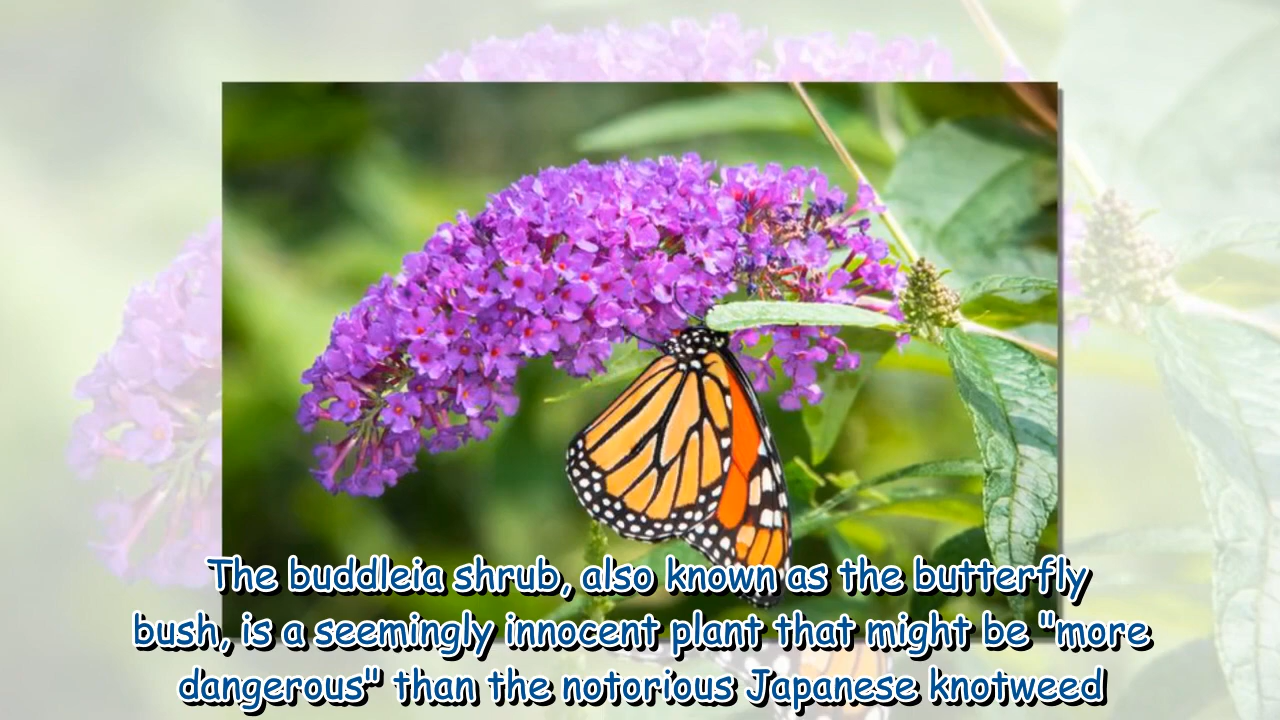 The buddleia shrub, also known as the butterfly
bush, is a seemingly innocent plant that might be "more
dangerous" than the notorious Japanese knotweed